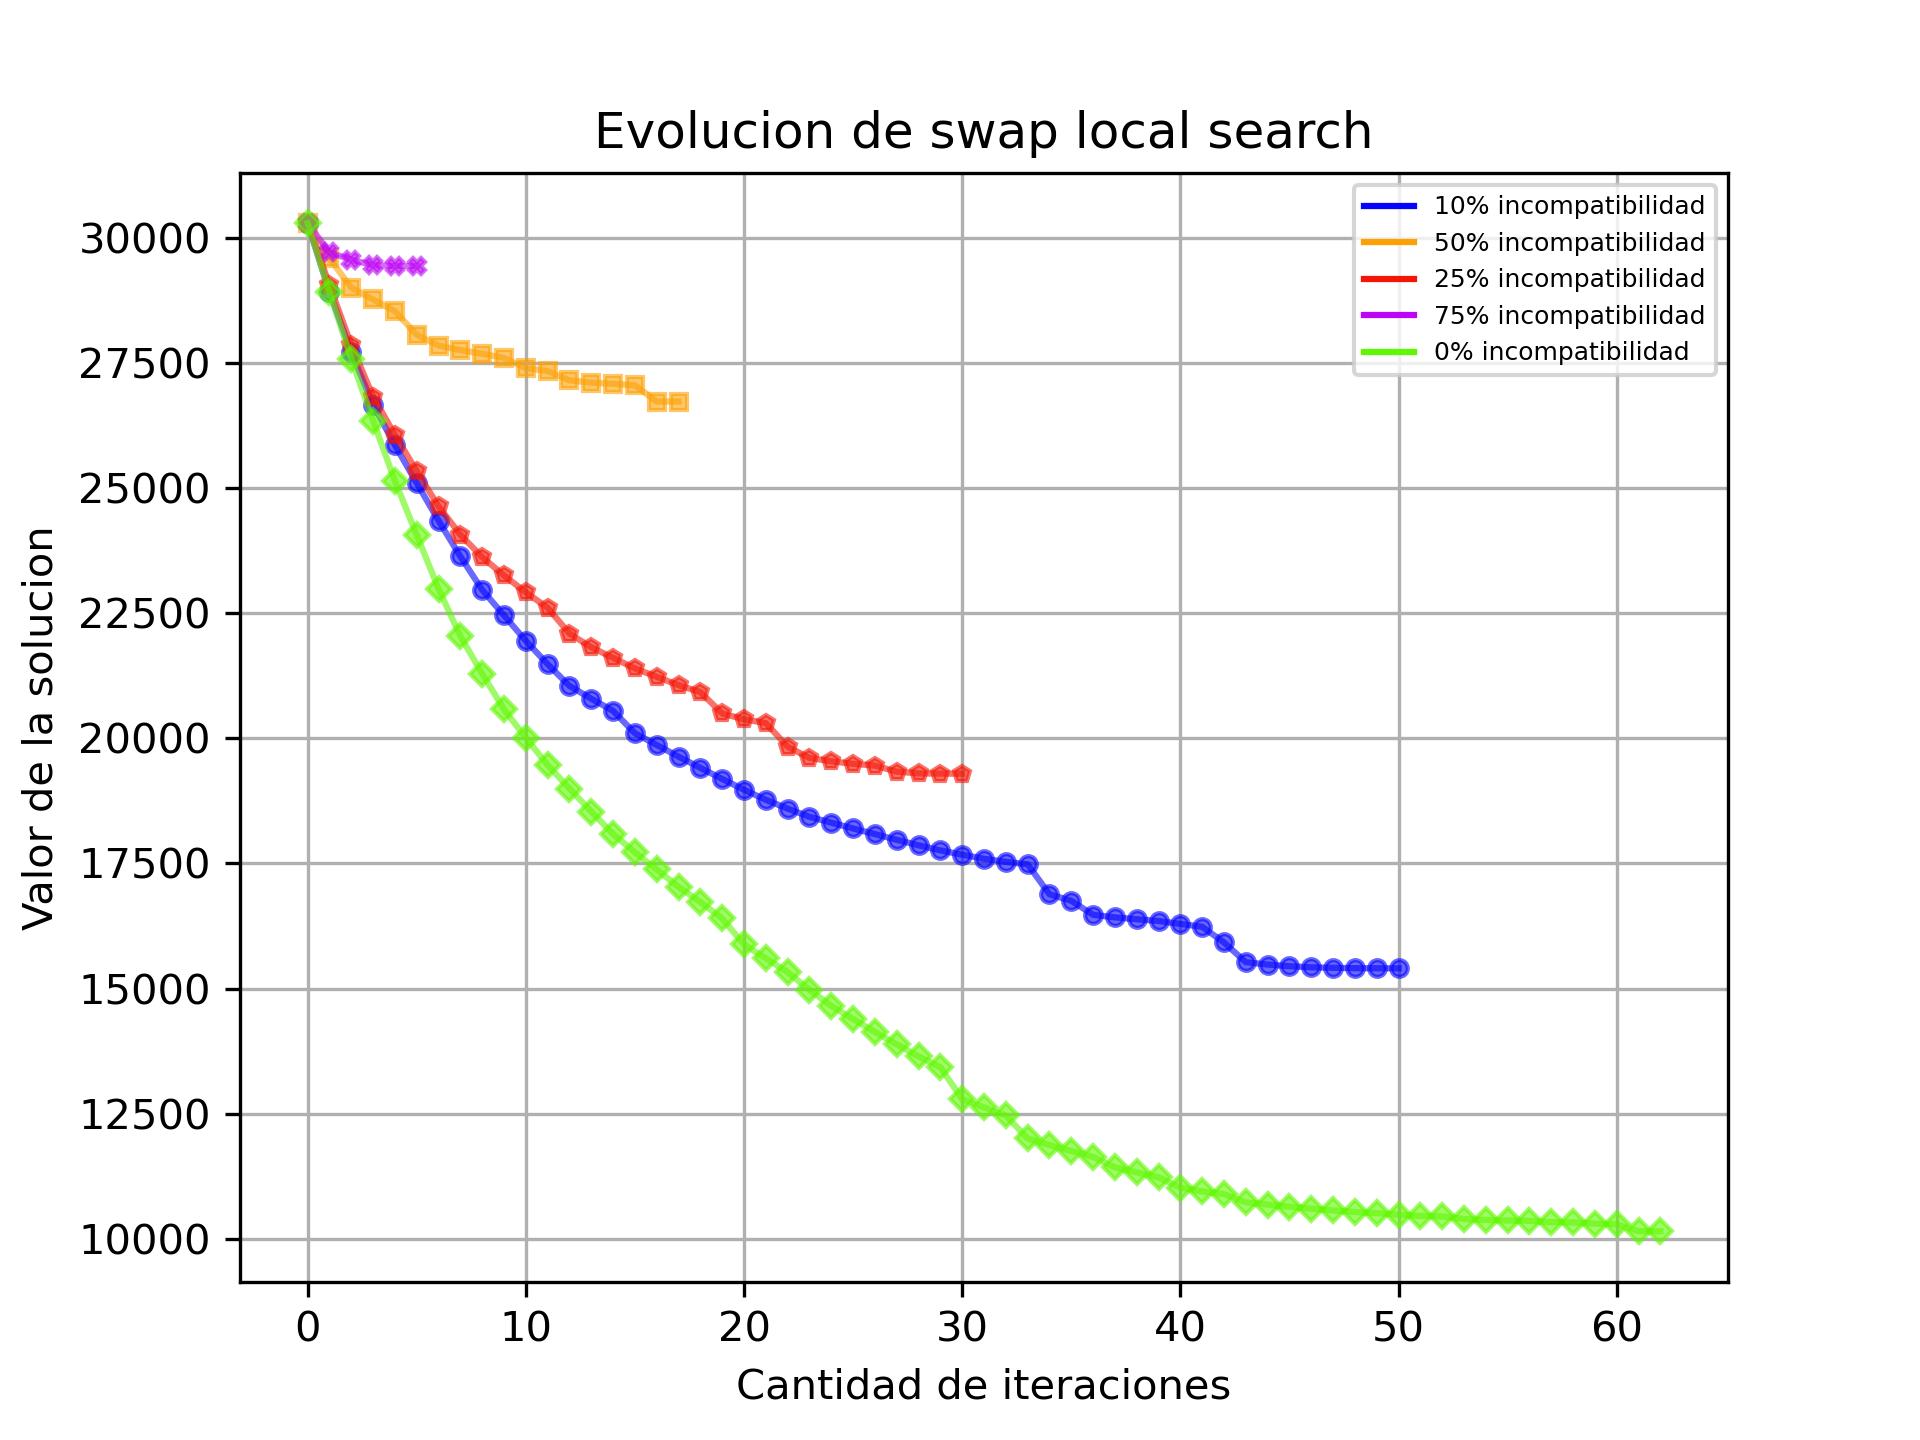 Evolucion de swap local search
10% incompatibilidad
50% incompatibilidad
25% incompatibilidad
75% incompatibilidad
0% incompatibilidad
Valor de la solucion
30000
27500
25000
22500
20000
17500
15000
12500
10000
0 10 20 30 40 50 60
Cantidad de iteraciones